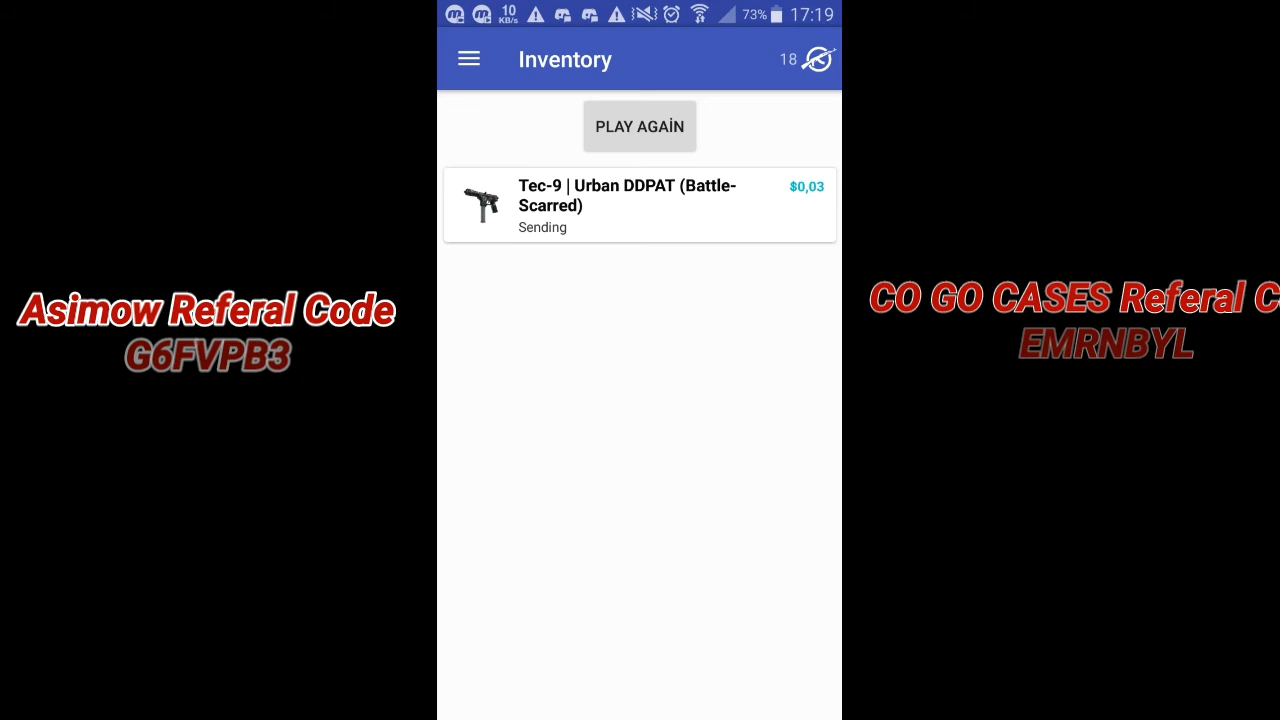 10
KB/s
73%
17:19
Inventory
18
PLAY AGAİN
Tec-9 | Urban DDPAT (Battle-
Scarred)
$0,03
Sending
Asimow Referal Code
G6FVPB3
CO GO CASES Referal C
EMRNBYL